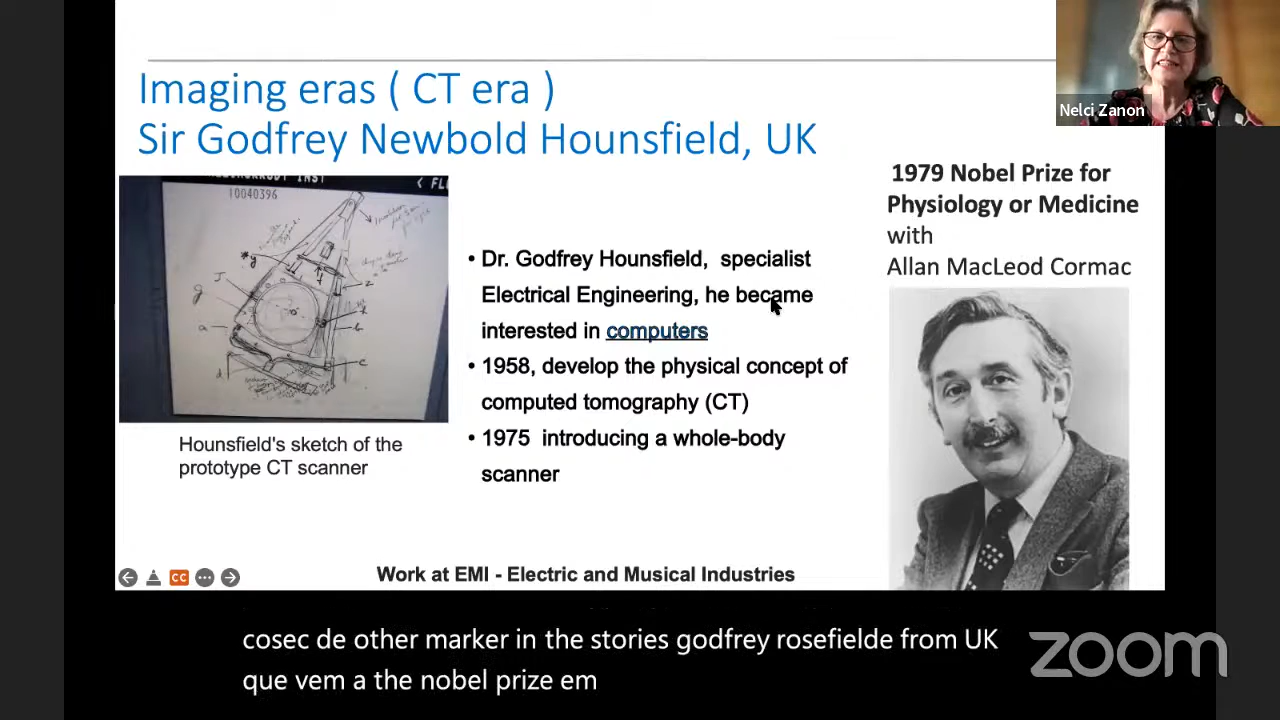 Imaging eras ( CT era )
Sir Godfrey Newbold Hounsfield, UK
Nelci Zanon
10040396
< FL
Hounsfield's sketch of the
prototype CT scanner
• Dr. Godfrey Hounsfield, specialist
Electrical Engineering, he became
interested in computers
• 1958, develop the physical concept of
computed tomography (CT)
• 1975 introducing a whole-body
scanner
1979 Nobel Prize for
Physiology or Medicine
with
Allan MacLeod Cormac
CC
Work at EMI - Electric and Musical Industries
cosec de other marker in the stories godfrey rosefielde from UK
que vem a the nobel prize em
zoom